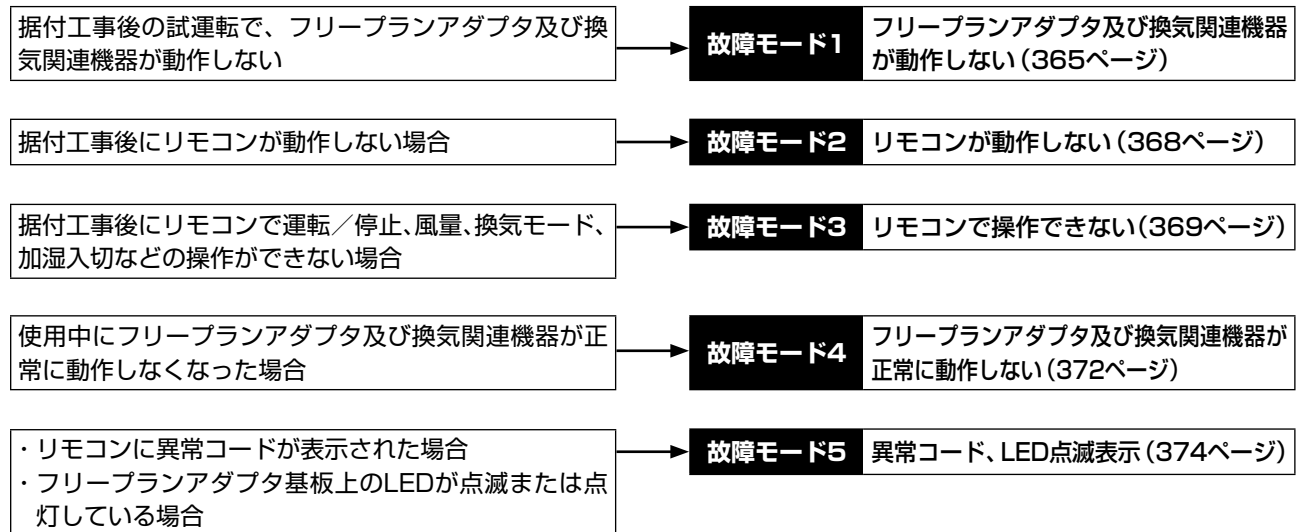 据付工事後の試運転で、フリープランアダプタ及び換
気関連機器が動作しない
故障モード1
フリープランアダプタ及び換気関連機器
が動作しない(365ページ)
据付工事後にリモコンが動作しない場合
故障モード2
リモコンが動作しない(368ページ)
据付工事後にリモコンで運転／停止、風量、換気モード、
加湿入切などの操作ができない場合
故障モード3
リモコンで操作できない(369ページ)
使用中にフリープランアダプタ及び換気関連機器が正
常に動作しなくなった場合
故障モード4
フリープランアダプタ及び換気関連機器が
正常に動作しない(372ページ)
・リモコンに異常コードが表示された場合
・フリープランアダプタ基板上のLEDが点滅または点
灯している場合
故障モード5
異常コード、LED点滅表示(374ページ)